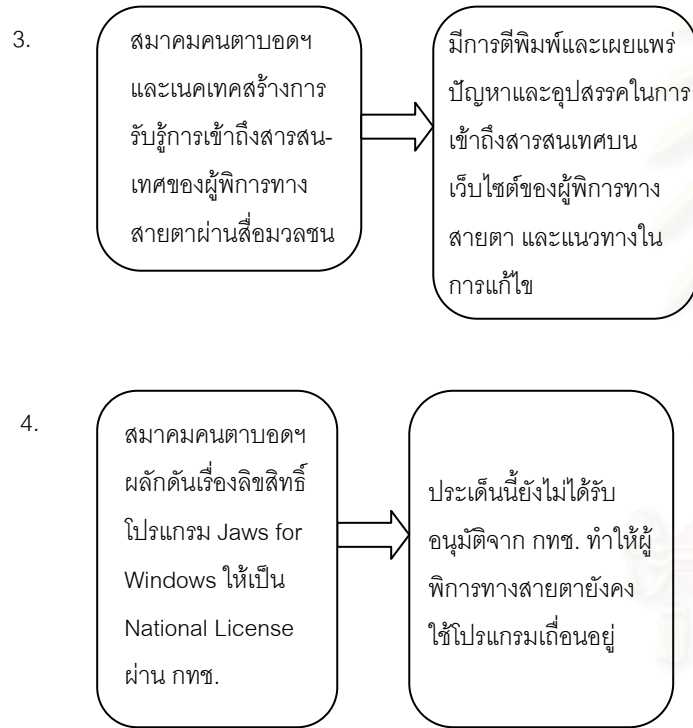 3.
สมาคมคนตาบอดฯ
และเนคเทคสร้างการ
รับรู้การเข้าถึงสารสน-
เทศของผู้พิการทาง
สายตาผ่านสื่อมวลชน
มีการตีพิมพ์และเผยแพร่
ปัญหาและอุปสรรคในการ
เข้าถึงสารสนเทศบน
เว็บไซต์ของผู้พิการทาง
สายตา และแนวทางใน
การแก้ไข
4.
สมาคมคนตาบอดฯ
ผลักดันเรื่องลิขสิทธิ์
โปรแกรม Jaws for
Windows ให้เป็น
National License
ผ่าน กทช.
ประเด็นนี้ยังไม่ได้รับ
อนุมัติจาก กทช. ทำให้ผู้
พิการทางสายตายังคง
ใช้โปรแกรมเถื่อนอยู่